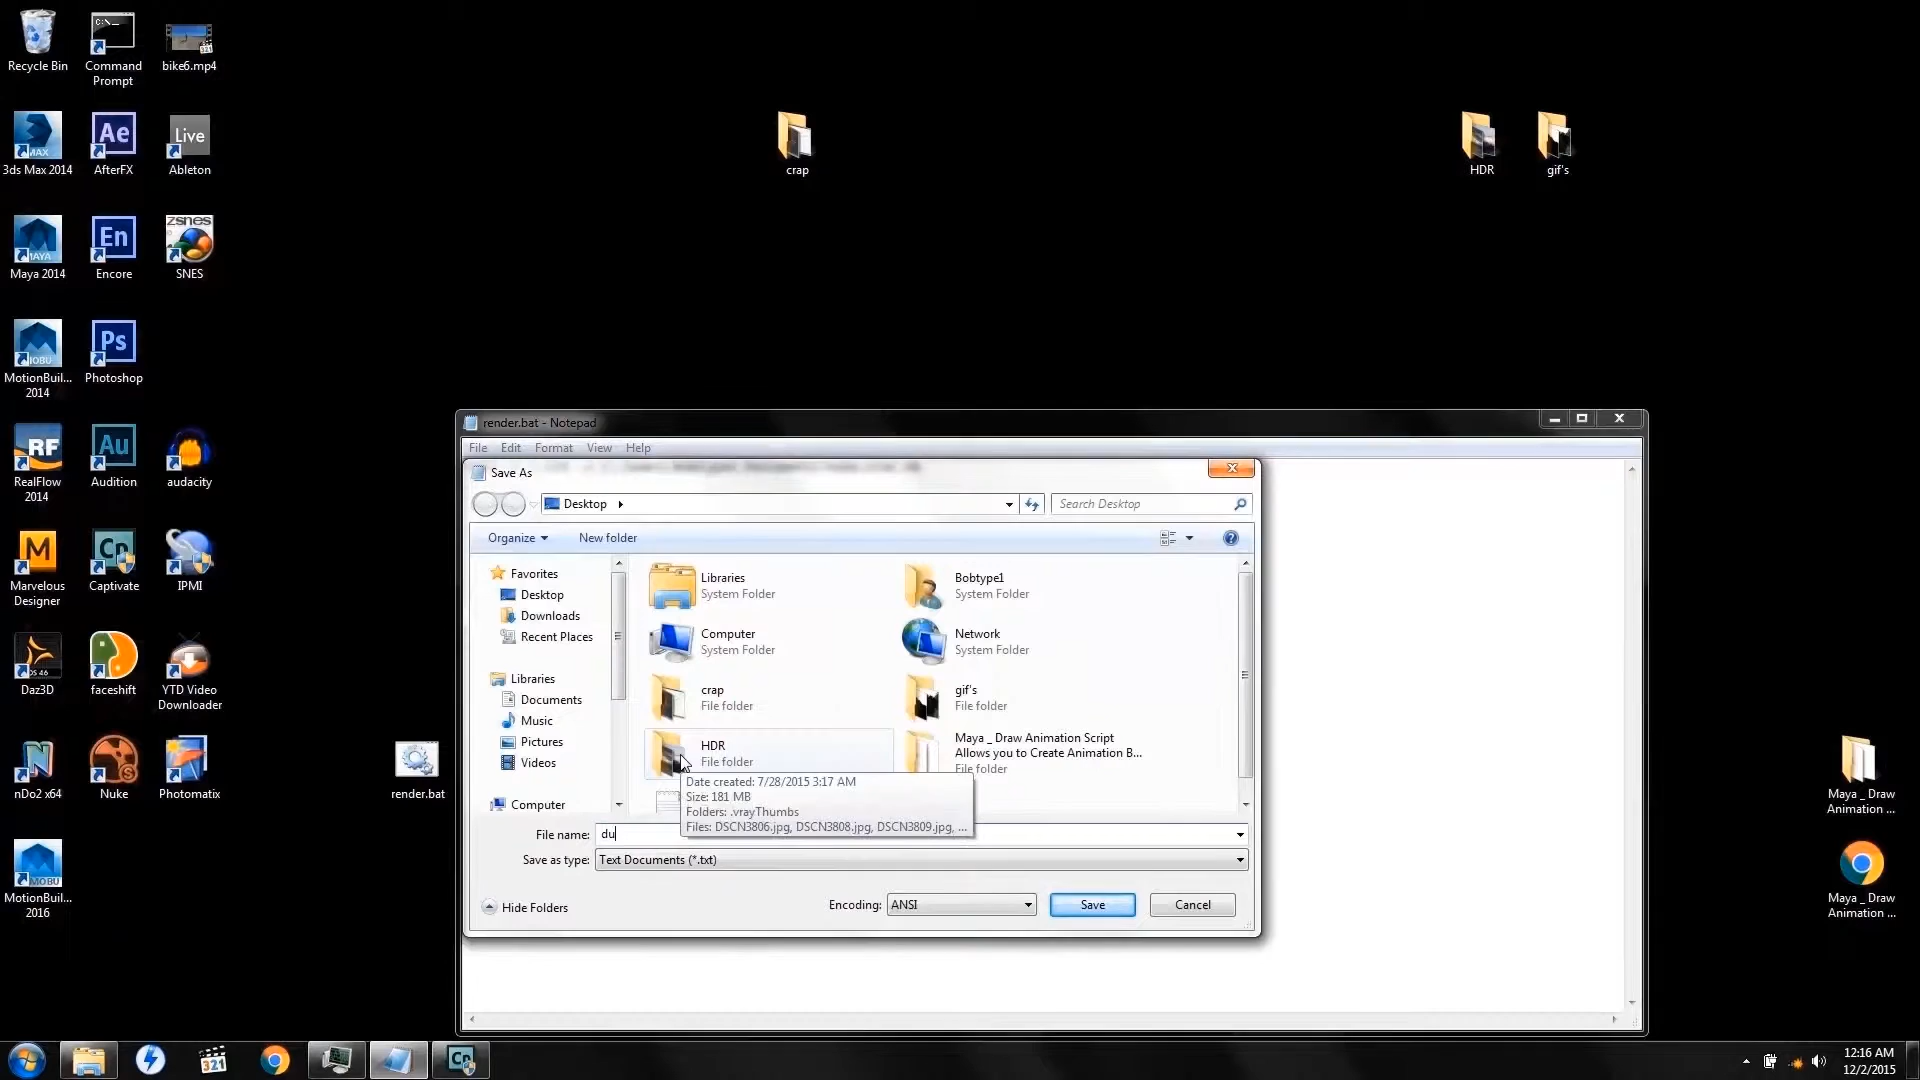 Recycle Bin
Command
Prompt
bike6.mp4
3ds Max 2014
AfterFX
Live
Ableton
Maya 2014
Encore
SNES
MotionBuil...
2014
Photoshop
RealFlow
2014
Audition
audacity
Marvelous
Designer
Captivate
IPMI
Daz3D
faceshift
YTD Video
Downloader
nDo2 x64
Nuke
Photomatix
MotionBuil...
2016
crap
HDR
gif's
render.bat
Maya _ Draw
Animation ...
Maya _ Draw
Animation ...
render.bat - Notepad
File Edit Format View Help
Save As
Desktop
Search Desktop
Organize
New folder
Favorites
Desktop
Downloads
Recent Places
Libraries
Documents
Music
Pictures
Videos
Computer
Libraries
System Folder
Bobtype1
System Folder
Computer
System Folder
Network
System Folder
crap
File folder
gif's
File folder
HDR
File folder
Maya _ Draw Animation Script
Allows you to Create Animation B...
File folder
Date created: 7/28/2015 3:17 AM
Size: 181 MB
Folders: .vrayThumbs
Files: DSCN3806.jpg, DSCN3808.jpg, DSCN3809.jpg, ...
File name: du
Save as type: Text Documents (*.txt)
Hide Folders
Encoding: ANSI
Save
Cancel
12:16 AM
12/2/2015